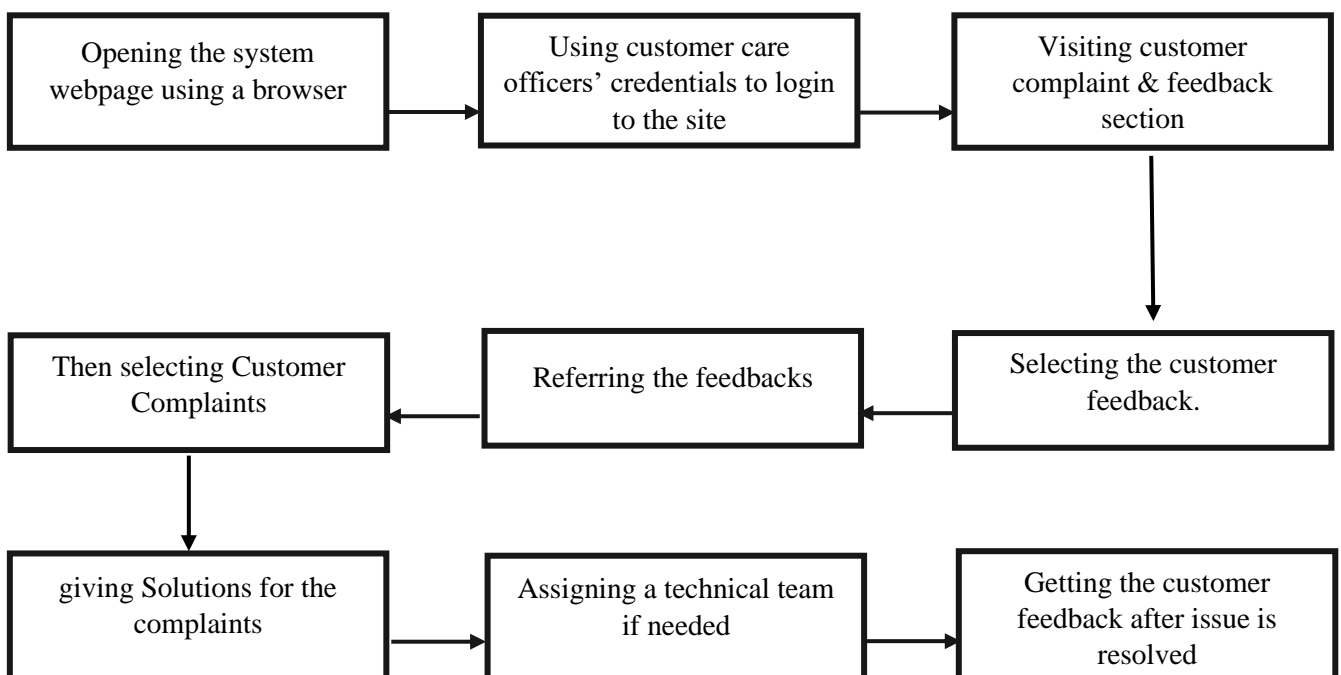 Opening the system
webpage using a browser
Using customer care
officers’ credentials to login
to the site
Visiting customer
complaint & feedback
section
Selecting the customer
feedback.
Referring the feedbacks
Then selecting Customer
Complaints
giving Solutions for the
complaints
Assigning a technical team
if needed
Getting the customer
feedback after issue is
resolved